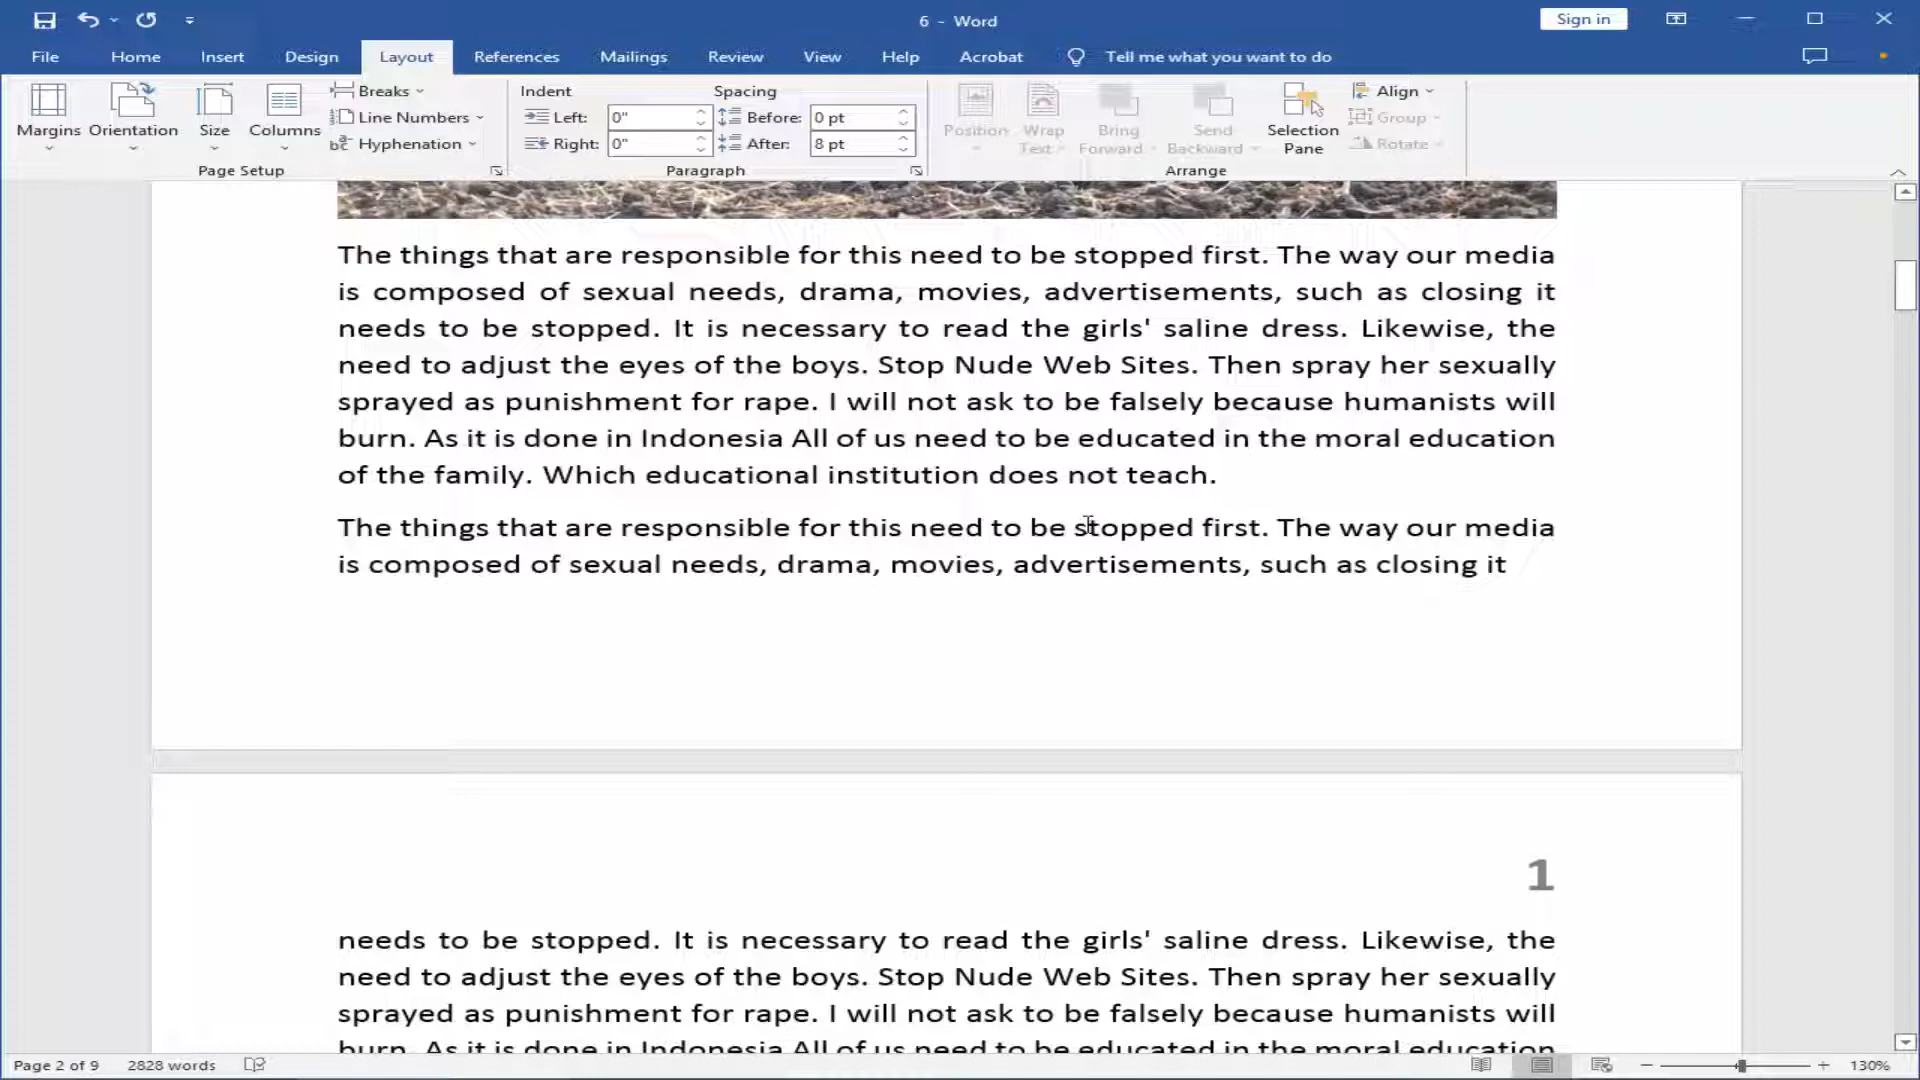 6 - Word
Sign in
File Home Insert Design Layout References Mailings Review View Help Acrobat Tell me what you want to do
Margins Orientation Size Columns
Breaks
Line Numbers
Hyphenation
Page Setup
Indent Spacing
Left: 0" Before: 0 pt
Right: 0" After: 8 pt
Paragraph
Position Wrap Text Bring Forward Send Backward Selection Pane
Align
Group
Rotate
Arrange
The things that are responsible for this need to be stopped first. The way our media
is composed of sexual needs, drama, movies, advertisements, such as closing it
needs to be stopped. It is necessary to read the girls' saline dress. Likewise, the
need to adjust the eyes of the boys. Stop Nude Web Sites. Then spray her sexually
sprayed as punishment for rape. I will not ask to be falsely because humanists will
burn. As it is done in Indonesia All of us need to be educated in the moral education
of the family. Which educational institution does not teach.
The things that are responsible for this need to be stopped first. The way our media
is composed of sexual needs, drama, movies, advertisements, such as closing it
1
needs to be stopped. It is necessary to read the girls' saline dress. Likewise, the
need to adjust the eyes of the boys. Stop Nude Web Sites. Then spray her sexually
sprayed as punishment for rape. I will not ask to be falsely because humanists will
burn. As it is done in Indonesia All of us need to be educated in the moral education
Page 2 of 9 2828 words 130%